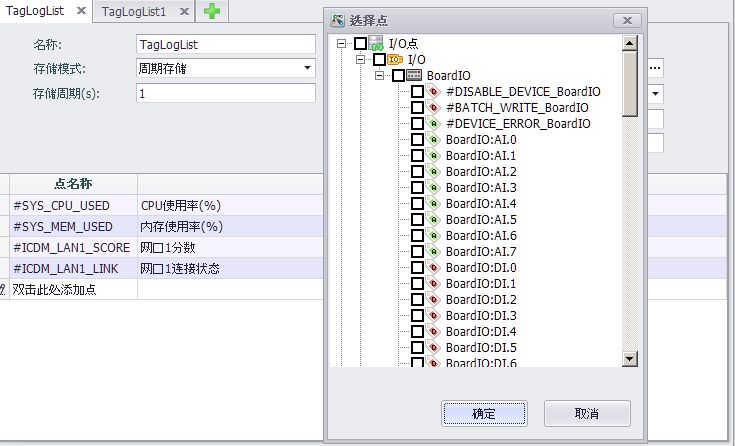 TagLogList
TagLogList1
名称:
TagLogList
存储模式:
周期存储
存储周期(s):
1
点名称
#SYS_CPU_USED
CPU使用率(%)
#SYS_MEM_USED
内存使用率(%)
#ICDM_LAN1_SCORE
网口1分数
#ICDM_LAN1_LINK
网口1连接状态
双击此处添加点
选择点
I/O点
I/O
BoardIO
#DISABLE_DEVICE_BoardIO
#BATCH_WRITE_BoardIO
#DEVICE_ERROR_BoardIO
BoardIO:AI.0
BoardIO:AI.1
BoardIO:AI.2
BoardIO:AI.3
BoardIO:AI.4
BoardIO:AI.5
BoardIO:AI.6
BoardIO:AI.7
BoardIO:DI.0
BoardIO:DI.1
BoardIO:DI.2
BoardIO:DI.3
BoardIO:DI.4
BoardIO:DI.5
BoardIO:DI.6
确定
取消